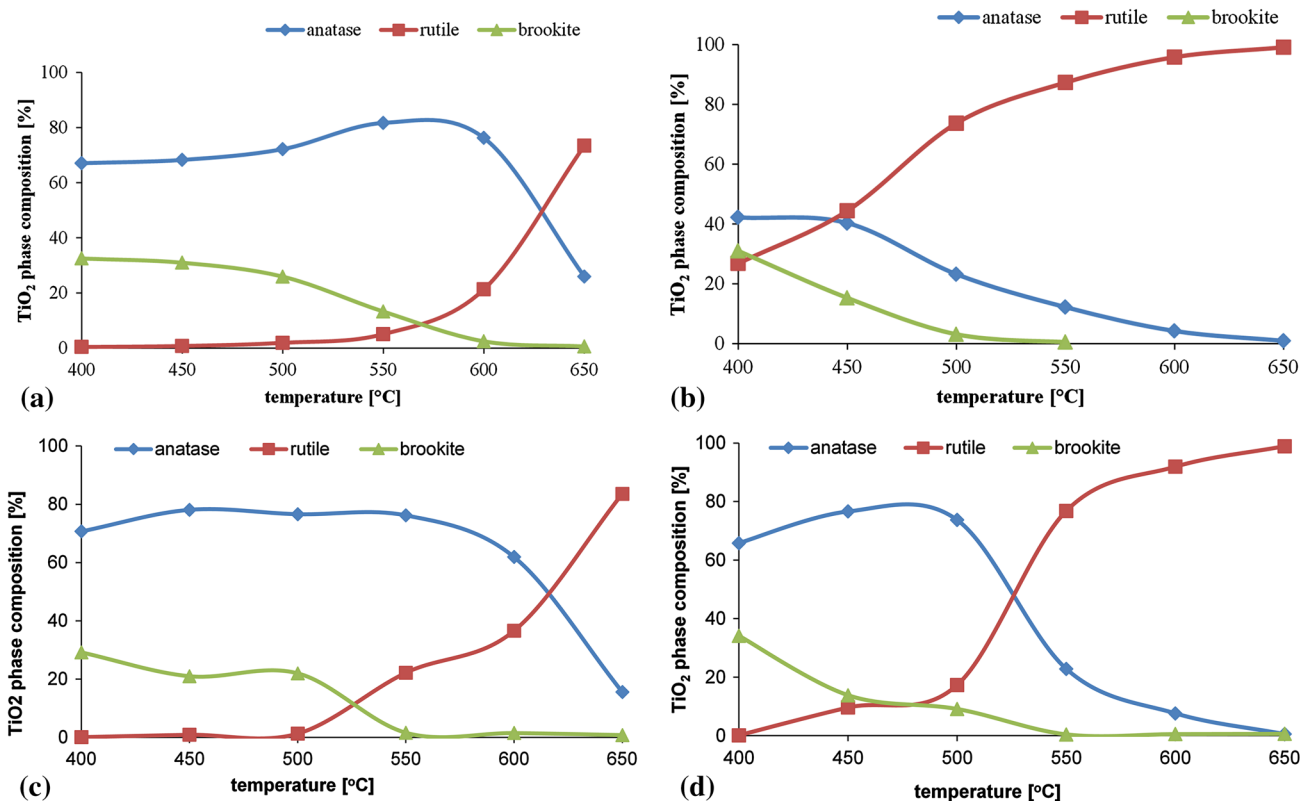 anatase rutile brookite
TiO₂ phase composition [%]
100
80
60
40
20
0
400 450 500 550 600 650
temperature [°C]
(a)
anatase rutile brookite
TiO₂ phase composition [%]
100
80
60
40
20
0
400 450 500 550 600 650
temperature [°C]
(b)
anatase rutile brookite
TiO2 phase composition [%]
100
80
60
40
20
0
400 450 500 550 600 650
temperature [ºC]
(c)
anatase rutile brookite
TiO₂ phase composition [%]
100
80
60
40
20
0
400 450 500 550 600 650
temperature [ºC]
(d)